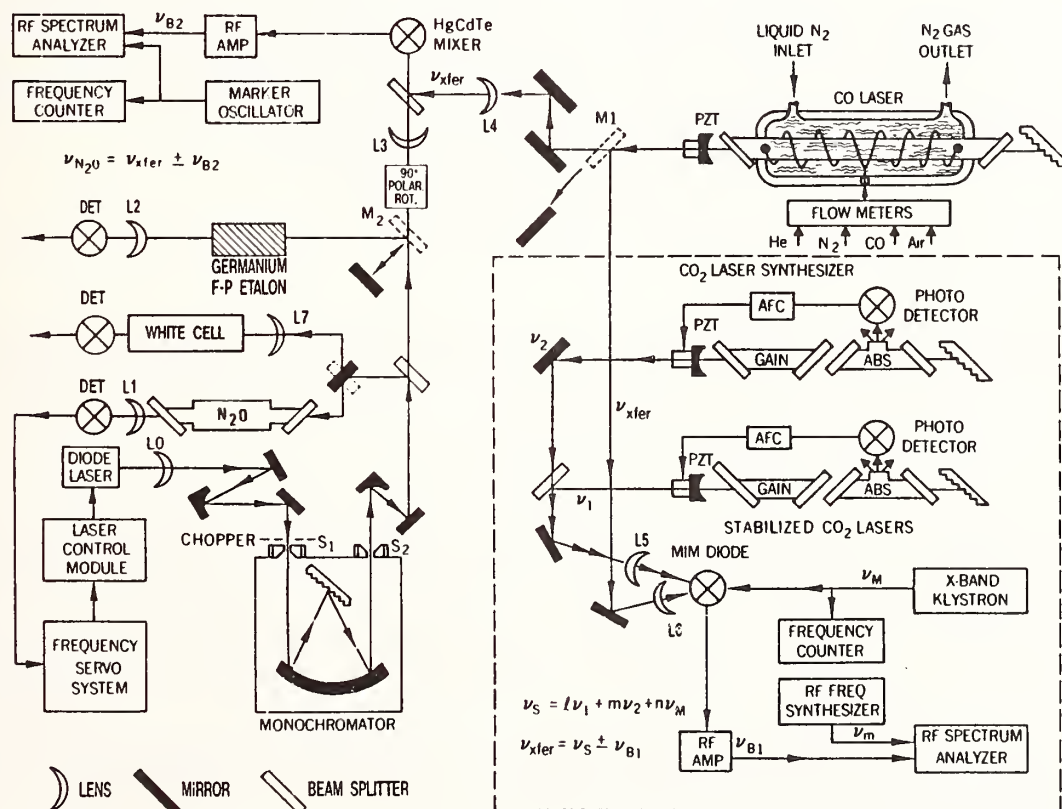 RF SPECTRUM
ANALYZER
ν_B2
RF
AMP
HgCdTe
MIXER
FREQUENCY
COUNTER
MARKER
OSCILLATOR
ν_N2O = ν_xfer ± ν_B2
ν_xfer
L4
L3
90°
POLAR.
ROT.
M1
PZT
LIQUID N2
INLET
N2 GAS
OUTLET
CO LASER
FLOW METERS
He
N2
CO
Air
DET
L2
GERMANIUM
F-P ETALON
M2
DET
WHITE CELL
L7
DET
L1
N2O
DIODE
LASER
L0
LASER
CONTROL
MODULE
FREQUENCY
SERVO
SYSTEM
CHOPPER
S1
S2
MONOCHROMATOR
CO2 LASER SYNTHESIZER
AFC
PHOTO
DETECTOR
PZT
GAIN
ABS
ν2
ν_xfer
AFC
PHOTO
DETECTOR
PZT
GAIN
ABS
ν1
STABILIZED CO2 LASERS
L5
MIM DIODE
L6
ν_M
X-BAND
KLYSTRON
FREQUENCY
COUNTER
RF FREQ
SYNTHESIZER
ν_m
ν_S = ℓν1 + mν2 + nν_M
ν_xfer = ν_S ± ν_B1
RF
AMP
ν_B1
RF SPECTRUM
ANALYZER
LENS
MIRROR
BEAM SPLITTER